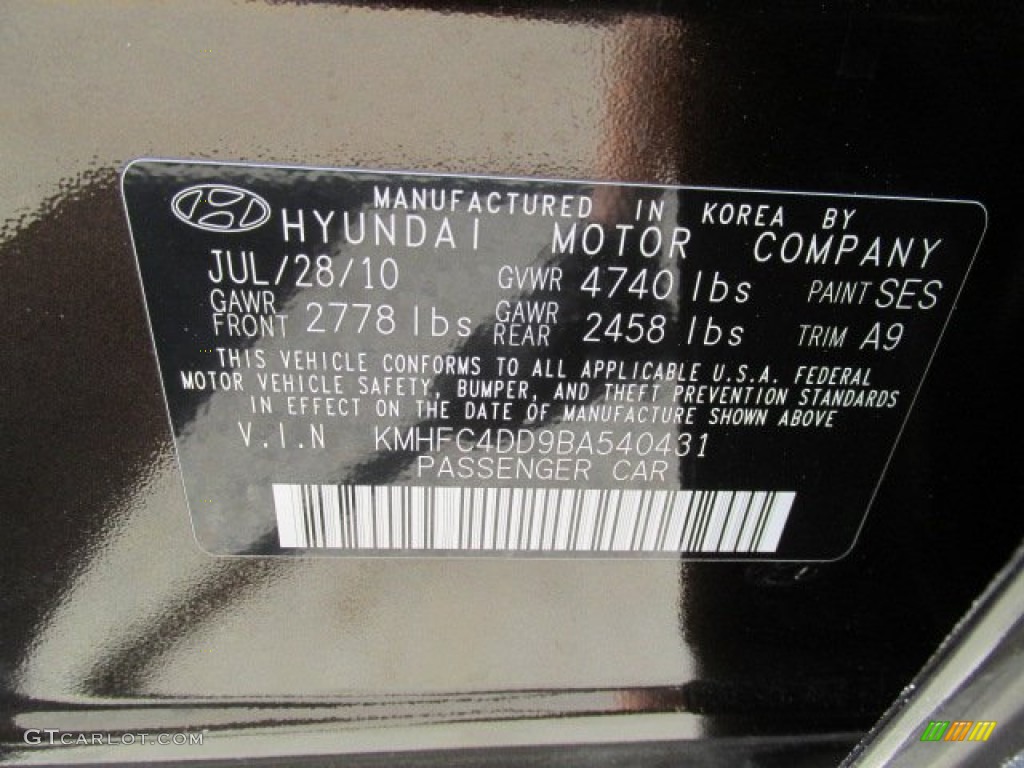 MANUFACTURED IN KOREA BY
HYUNDAI MOTOR COMPANY
JUL/28/10 GVWR 4740 lbs PAINT SES
GAWR FRONT 2778 lbs GAWR REAR 2458 lbs TRIM A9
THIS VEHICLE CONFORMS TO ALL APPLICABLE U.S.A. FEDERAL
MOTOR VEHICLE SAFETY, BUMPER, AND THEFT PREVENTION STANDARDS
IN EFFECT ON THE DATE OF MANUFACTURE SHOWN ABOVE
V.I.N KMHFC4DD9BA540431
PASSENGER CAR
GTCARLOT.COM